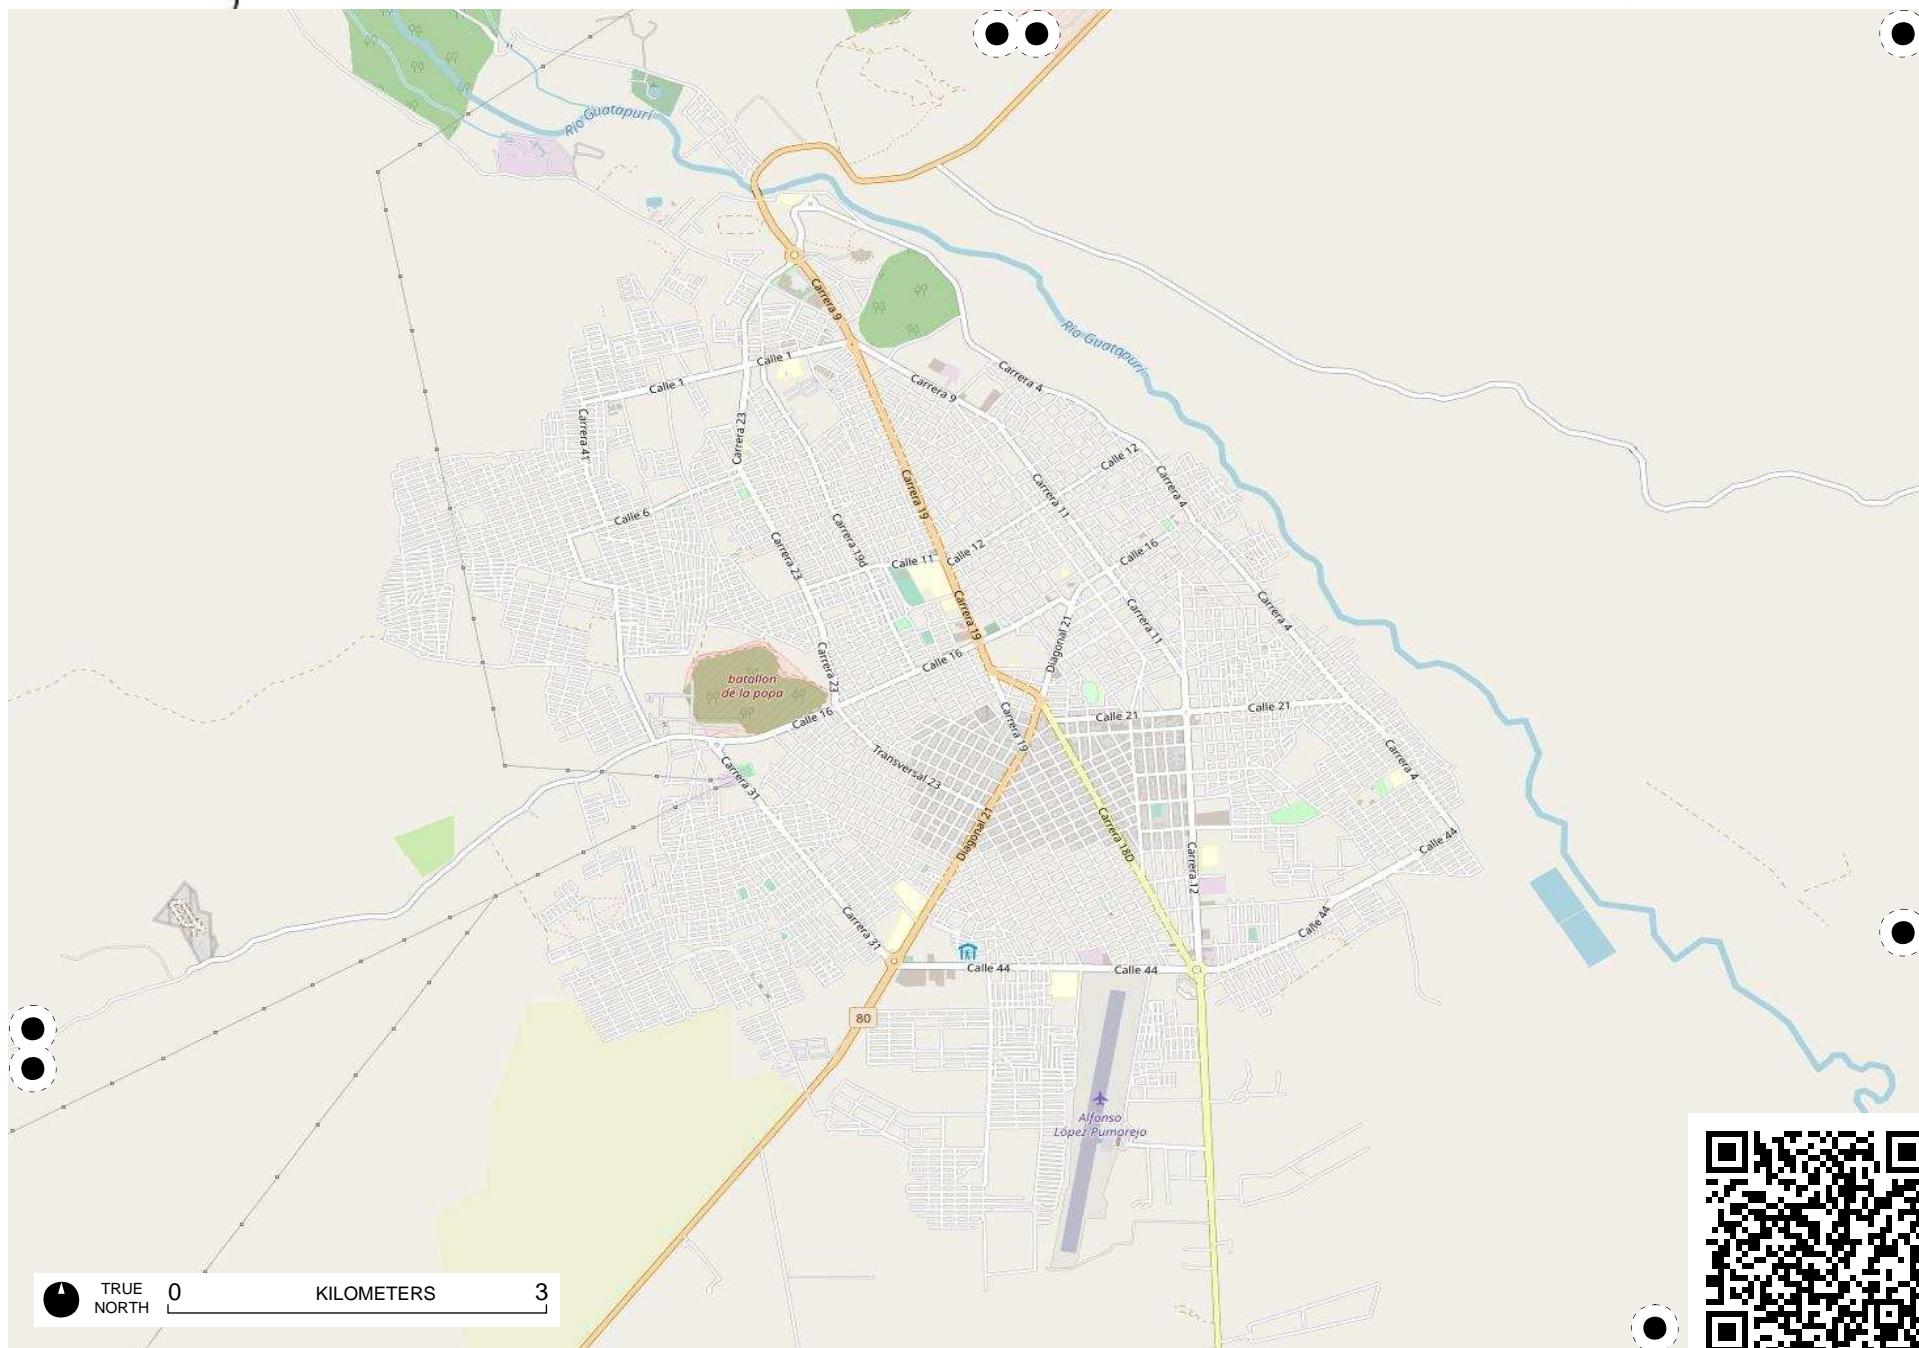 Río Guatapurí
Carrera 9
Río Guatapurí
Calle 1
Calle 1
Carrera 9
Carrera 4
Carrera 41
Carrera 23
Calle 12
Carrera 4
Carrera 19
Carrera 11
Calle 6
Carrera 23
Carrera 19d
Calle 11
Calle 12
Calle 16
Carrera 19
Carrera 11
Carrera 4
Diagonal 21
Carrera 23
Calle 16
batallon
de la popa
Calle 16
Carrera 19
Calle 21
Calle 21
Transversal 23
Carrera 31
Carrera 4
Diagonal 21
Carrera 18D
Calle 44
Carrera 12
Carrera 31
Calle 44
Calle 44
Calle 44
80
Alfonso
López Pumarejo
TRUE
NORTH
0 KILOMETERS 3